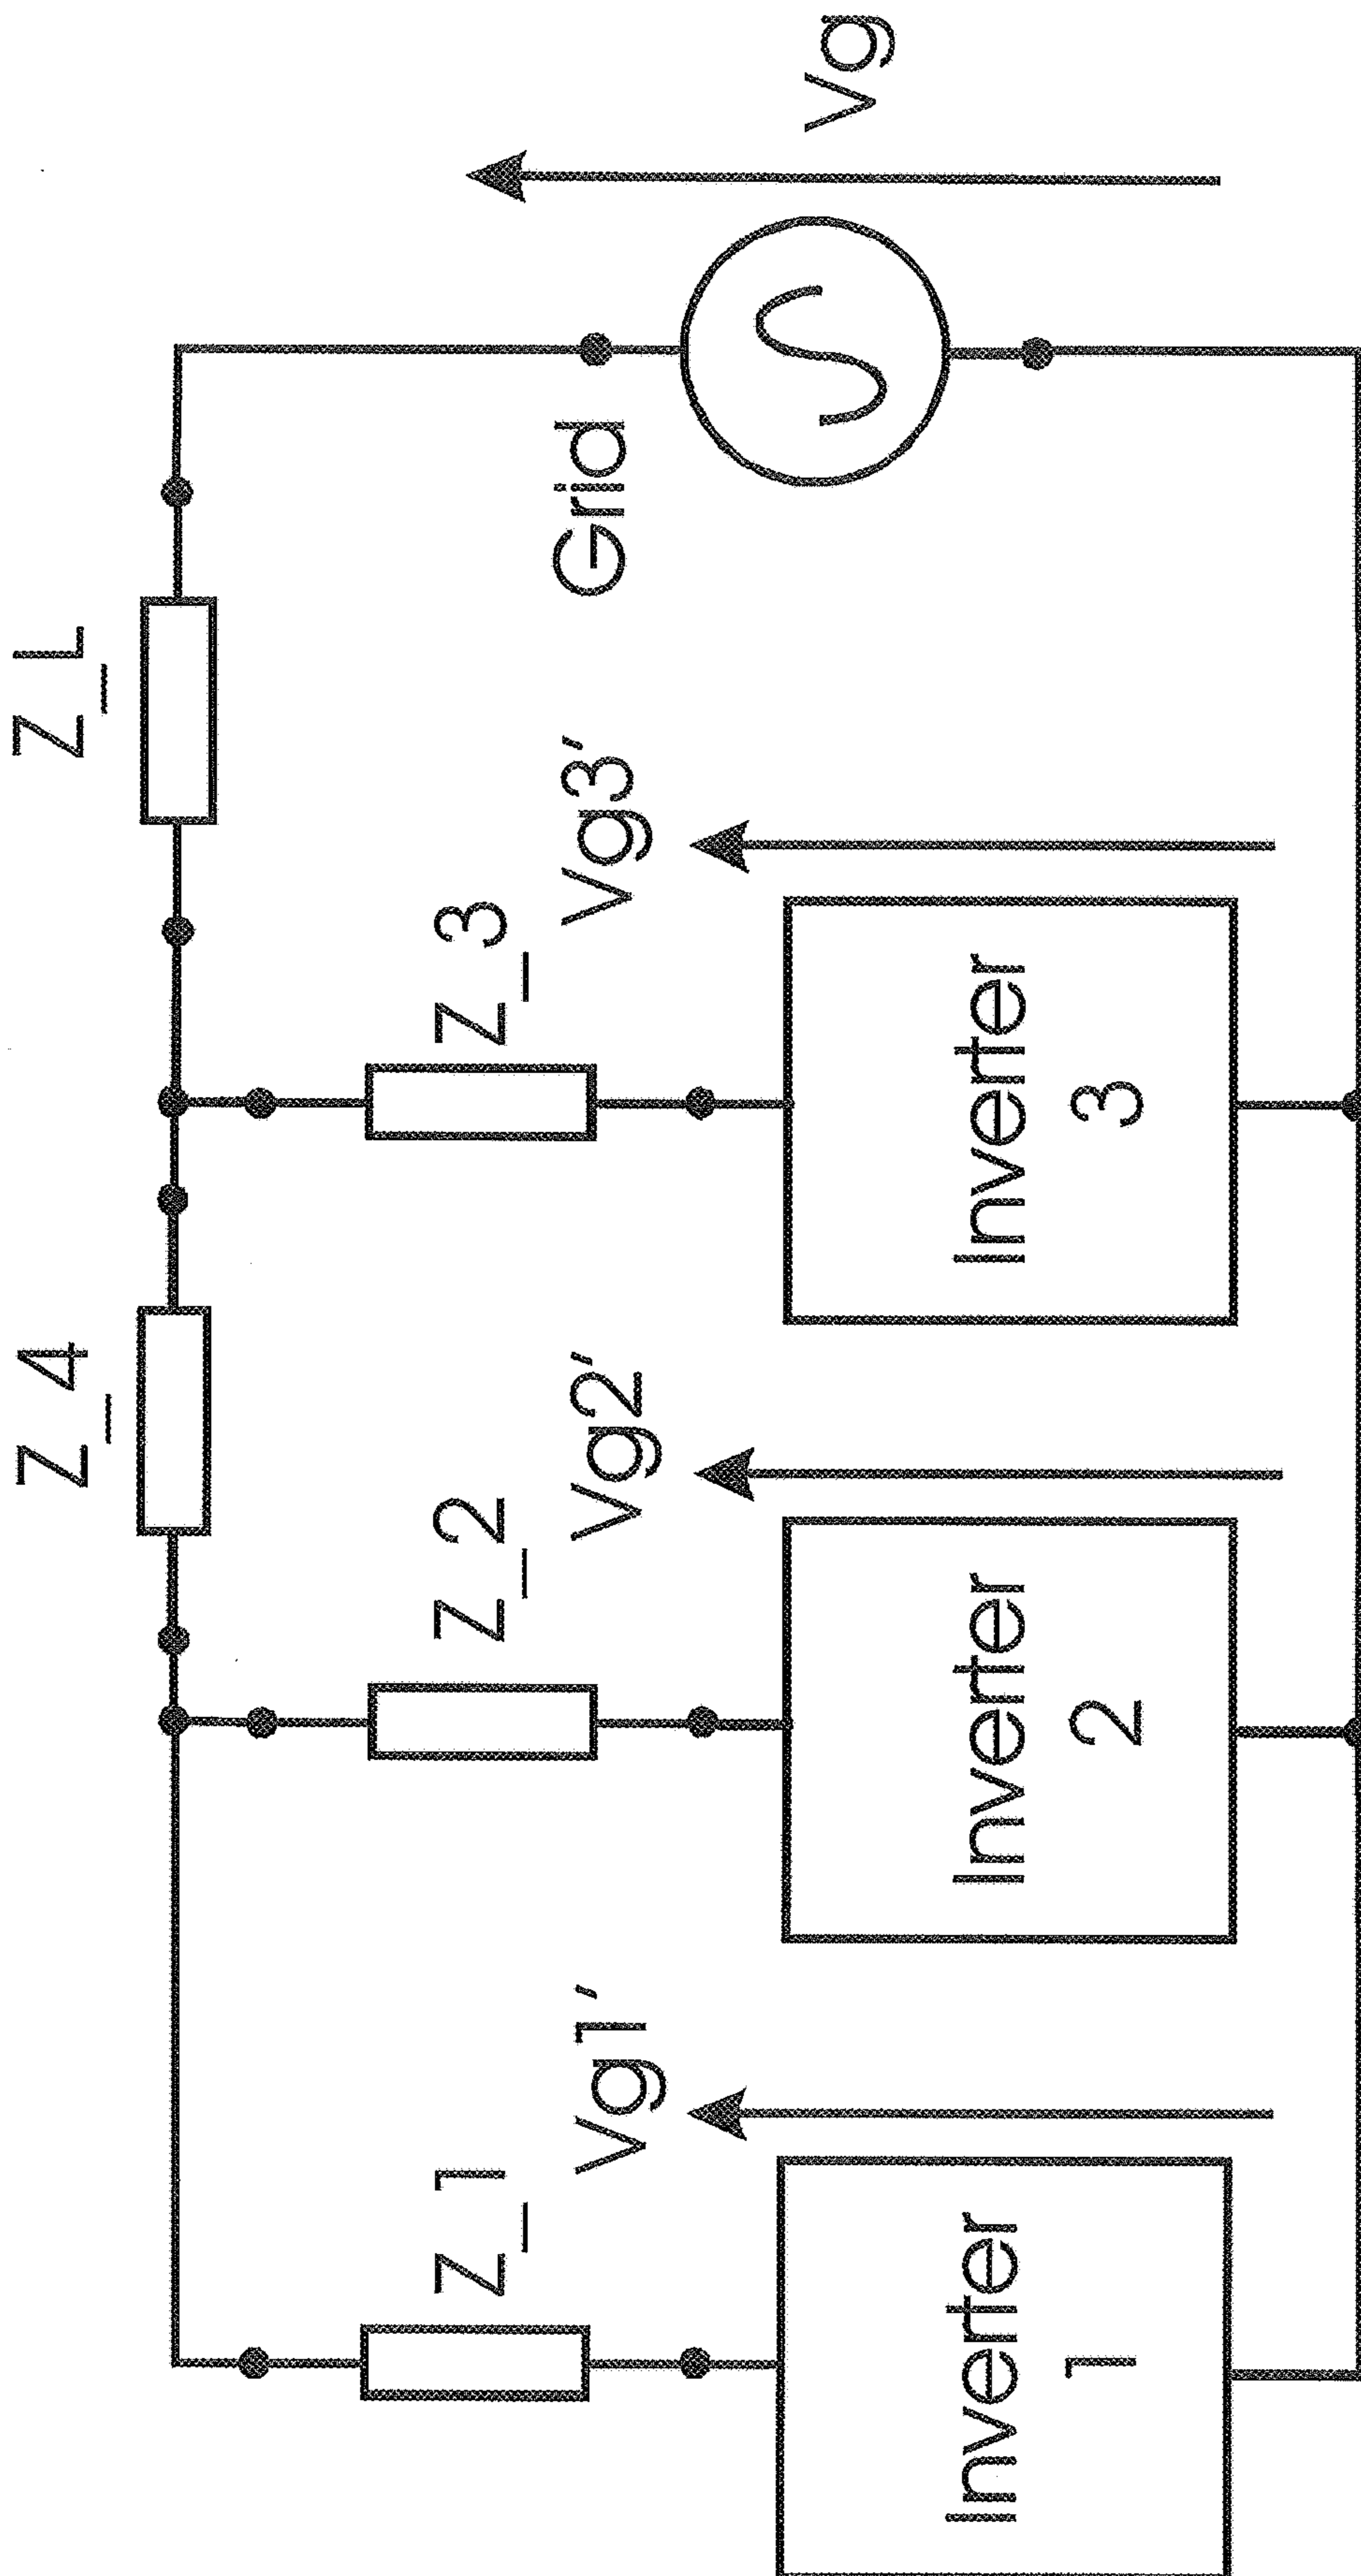 Z_4
Z_L
Z_1
Z_2
Z_3
Vg1'
Vg2'
Vg3'
Grid
Vg
Inverter
1
Inverter
2
Inverter
3